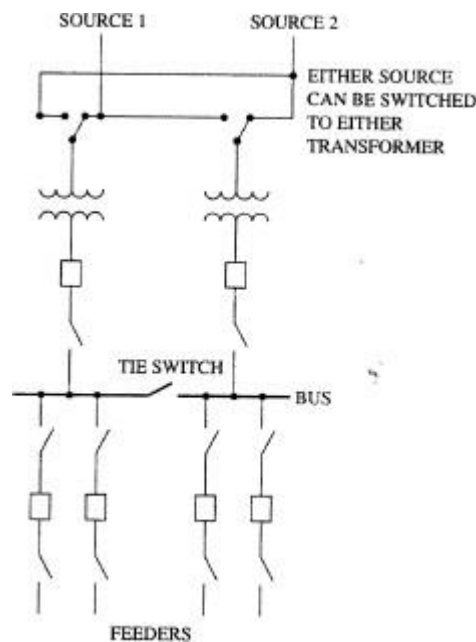 SOURCE 1
SOURCE 2
EITHER SOURCE
CAN BE SWITCHED
TO EITHER
TRANSFORMER
TIE SWITCH
BUS
FEEDERS